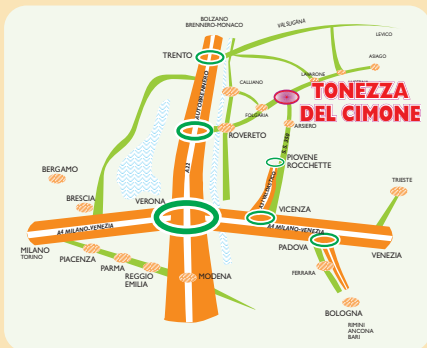 BOLZANO
BRENNERO-MONACO
VALSUGANA
LEVICO
TRENTO
ASIAGO
LAVARONE
CALLIANO
AUTOBRENNERO
TONEZZA
DEL CIMONE
FOLGARIA
ARSIERO
ROVERETO
S.S. 350
A22
PIOVENE
ROCCHETTE
BERGAMO
TRIESTE
BRESCIA
VERONA
VICENZA
A4 MILANO-VENEZIA
A4 MILANO-VENEZIA
MILANO
TORINO
PADOVA
VENEZIA
PIACENZA
PARMA
REGGIO
EMILIA
MODENA
FERRARA
BOLOGNA
RIMINI
ANCONA
BARI